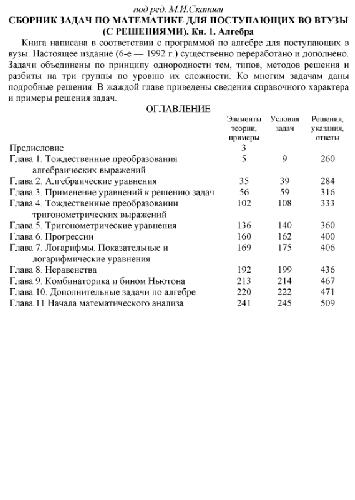 под ред. М.И.Сканави
СБОРНИК ЗАДАЧ ПО МАТЕМАТИКЕ ДЛЯ ПОСТУПАЮЩИХ ВО ВТУЗЫ
(С РЕШЕНИЯМИ). Кн. 1. Алгебра
Книга написана в соответствии с программой по алгебре для поступающих в
вузы. Настоящее издание (6-е — 1992 г.) существенно переработано и дополнено.
Задачи объединены по принципу однородности тем, типов, методов решения и
разбиты на три группы по уровню их сложности. Ко многим задачам даны
подробные решения. В каждой главе приведены сведения справочного характера
и примеры решения задач.
ОГЛАВЛЕНИЕ
Элементы Условия Решения,
теории, задач указания,
примеры ответы
Предисловие 3
Глава 1. Тождественные преобразования 5 9 260
алгебраических выражений
Глава 2. Алгебраические уравнения 35 39 284
Глава 3. Применение уравнений к решению задач 56 59 316
Глава 4. Тождественные преобразования 102 108 333
тригонометрических выражений
Глава 5. Тригонометрические уравнения 136 140 360
Глава 6. Прогрессии 160 162 400
Глава 7. Логарифмы. Показательные и 169 175 406
логарифмические уравнения
Глава 8. Неравенства 192 199 436
Глава 9. Комбинаторика и бином Ньютона 213 214 467
Глава 10. Дополнительные задачи по алгебре 220 222 471
Глава 11 Начала математического анализа 241 245 509